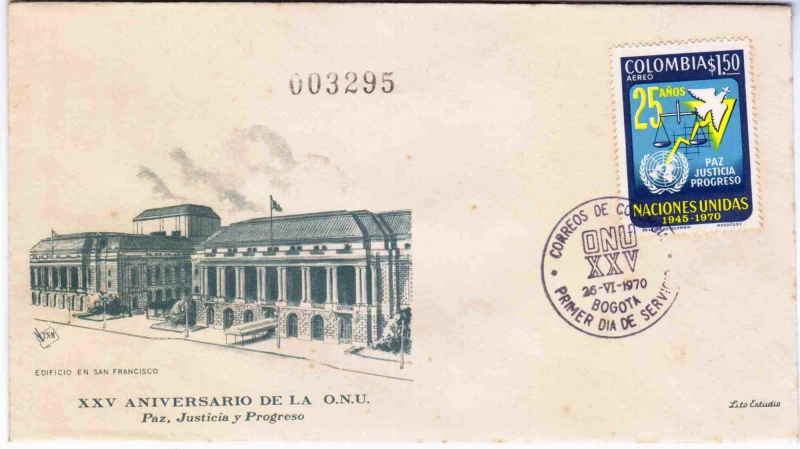 003295
COLOMBIA $1.50
AEREO
25 AÑOS
PAZ
JUSTICIA
PROGRESO
NACIONES UNIDAS
1945-1970
CORREOS DE
ONU
XXV
26-VI-1970
BOGOTA
PRIMER DIA DE SERVICIO
EDIFICIO EN SAN FRANCISCO
XXV ANIVERSARIO DE LA O.N.U.
Paz, Justicia y Progreso
Lito Estudio